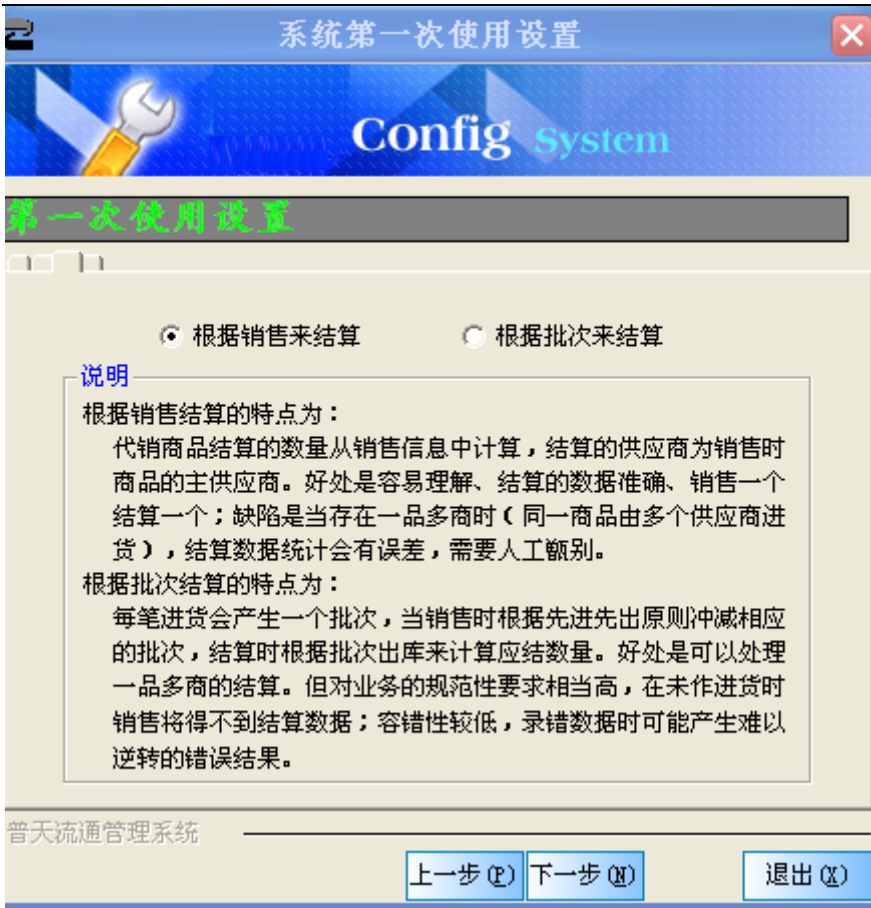 系统第一次使用设置
Config System
第一次使用设置
根据销售来结算 根据批次来结算
说明
根据销售结算的特点为：
代销商品结算的数量从销售信息中计算，结算的供应商为销售时
商品的主供应商。好处是容易理解、结算的数据准确、销售一个
结算一个；缺陷是当存在一品多商时（同一商品由多个供应商进
货），结算数据统计会有误差，需要人工甄别。
根据批次结算的特点为：
每笔进货会产生一个批次，当销售时根据先进先出原则冲减相应
的批次，结算时根据批次出库来计算应结数量。好处是可以处理
一品多商的结算。但对业务的规范性要求相当高，在未作进货时
销售将得不到结算数据；容错性较低，录错数据时可能产生难以
逆转的错误结果。
普天流通管理系统
上一步(P) 下一步(N) 退出(X)